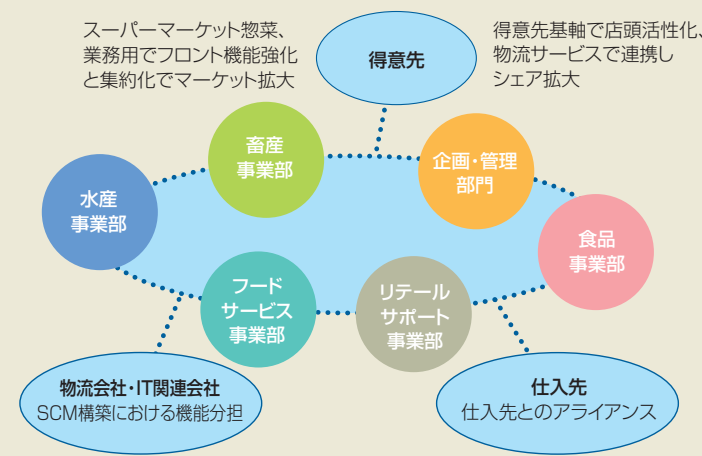 スーパーマーケット惣菜、
業務用でフロント機能強化
と集約化でマーケット拡大
得意先
得意先基軸で店頭活性化、
物流サービスで連携し
シェア拡大
畜産
事業部
企画・管理
部門
水産
事業部
食品
事業部
フード
サービス
事業部
リテール
サポート
事業部
物流会社・IT関連会社
SCM構築における機能分担
仕入先
仕入先とのアライアンス